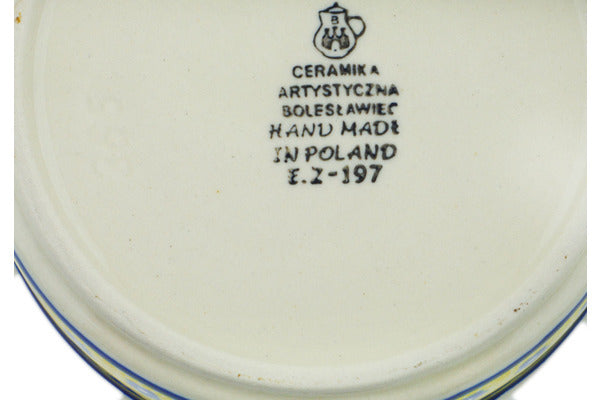 B
CERAMIKA
ARTYSTYCZNA
BOLESŁAWIEC
HAND MADE
IN POLAND
E.Z-197